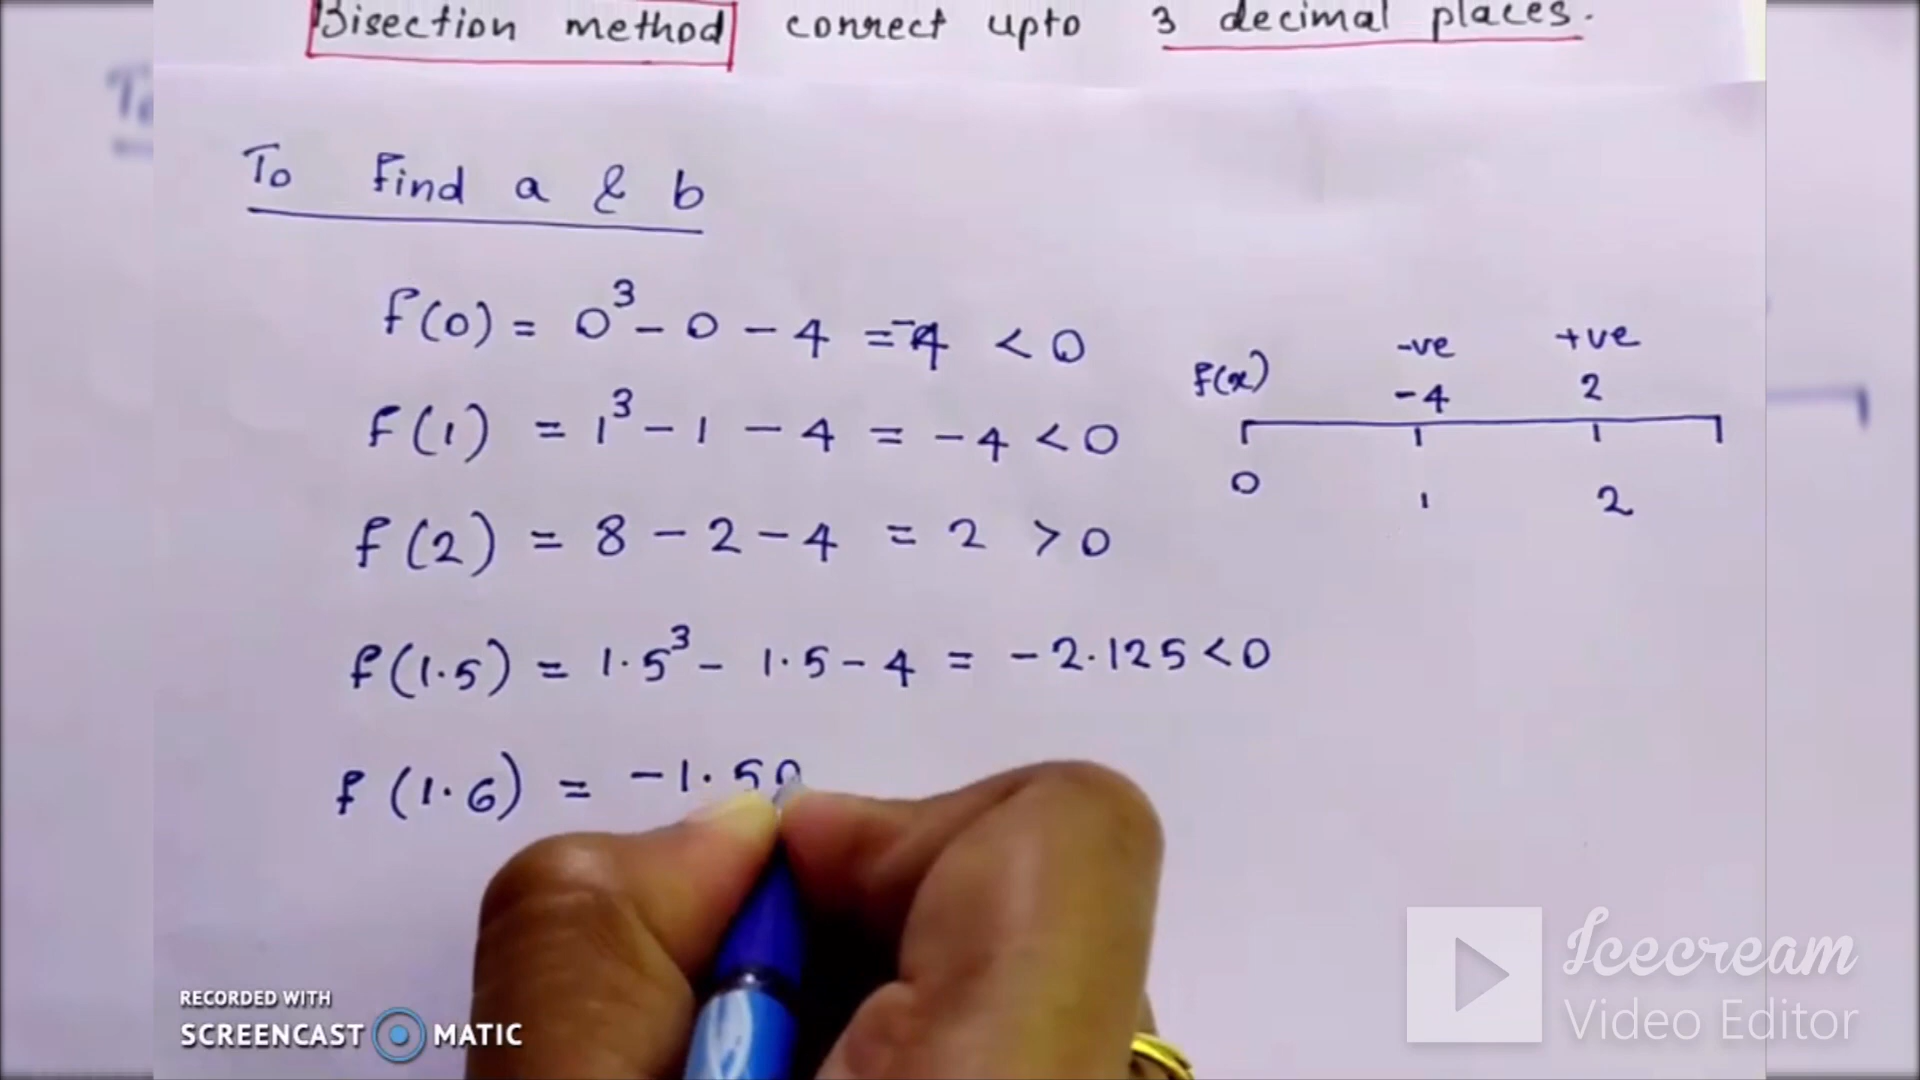 Bisection method correct upto 3 decimal places.
To Find a & b
f(0) = 0³ - 0 - 4 = -4 < 0
f(1) = 1³ - 1 - 4 = -4 < 0
f(2) = 8 - 2 - 4 = 2 > 0
f(1.5) = 1.5³ - 1.5 - 4 = -2.125 < 0
f(1.6) = -1.50
-ve +ve
f(x) -4 2
0 1 2
RECORDED WITH
SCREENCAST MATIC
Icecream
Video Editor